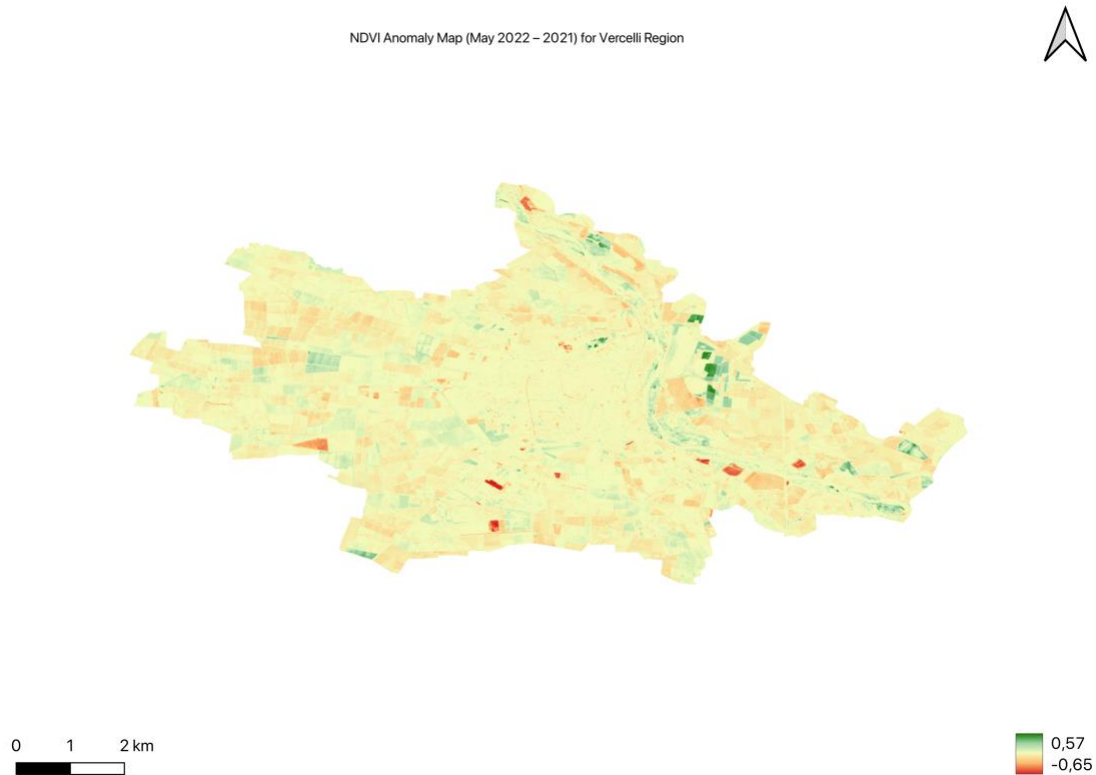 NDVI Anomaly Map (May 2022 – 2021) for Vercelli Region
0 1 2 km
0,57
-0,65